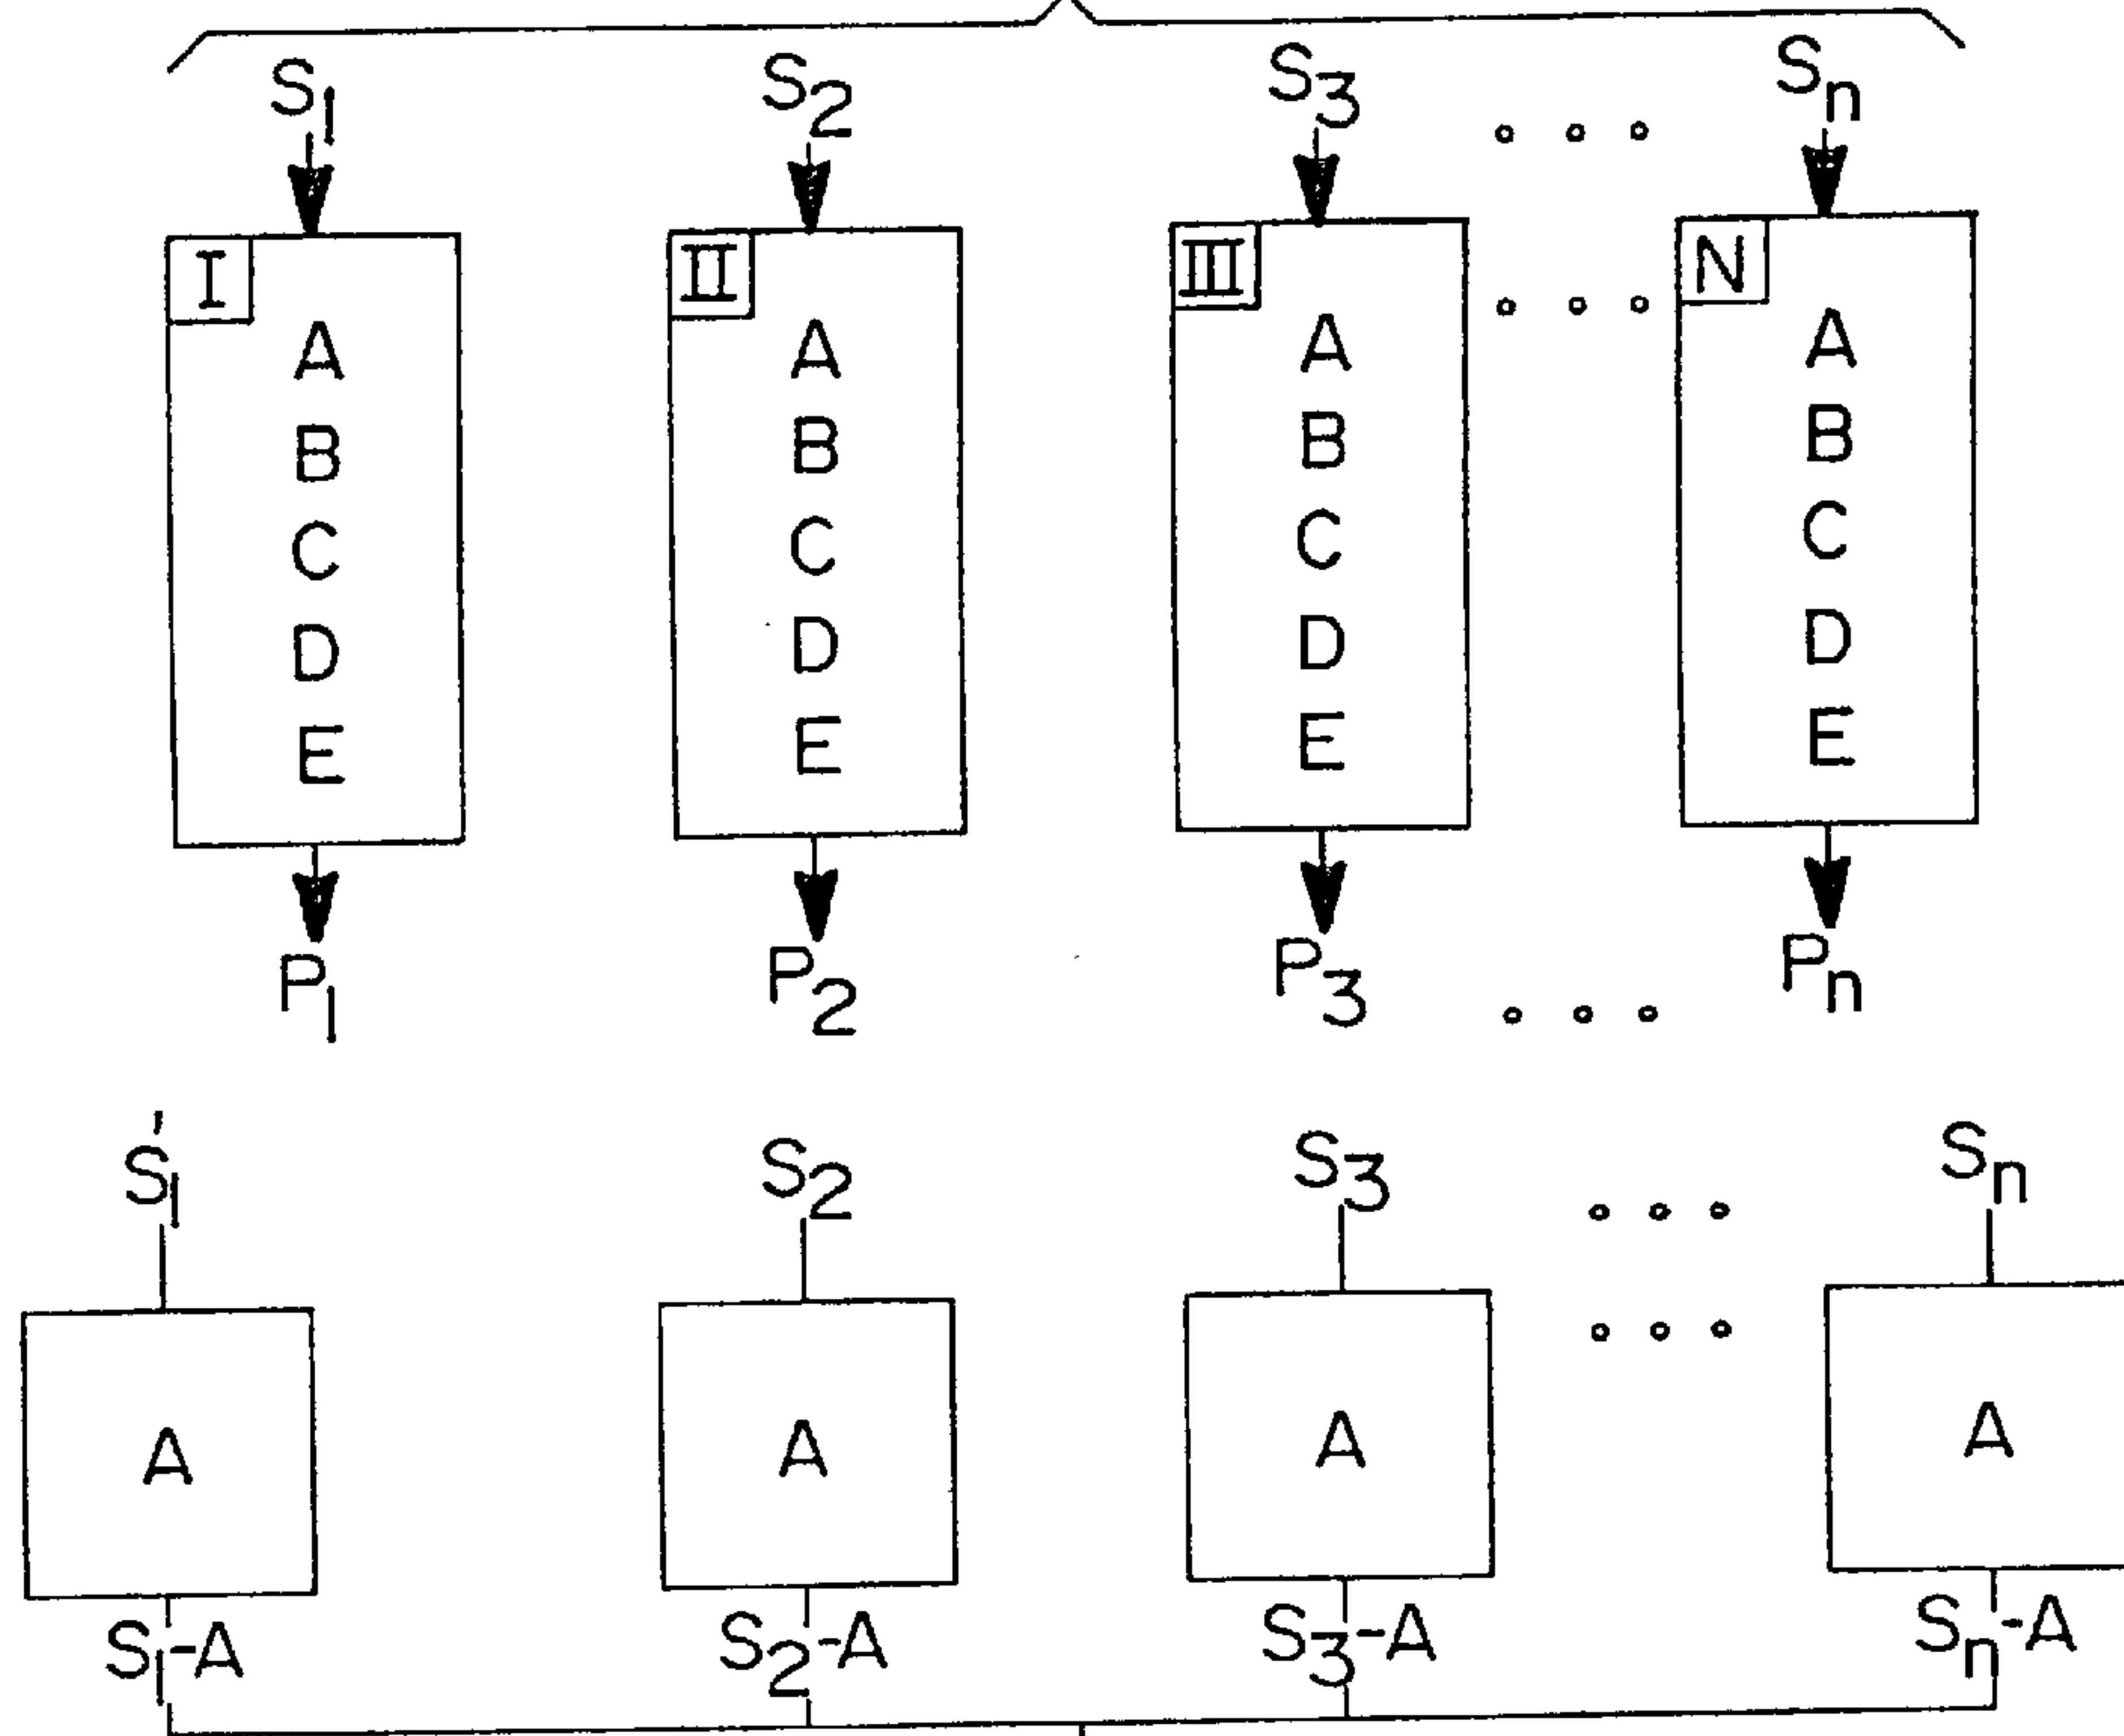 S₁ S₂ S₃ Sₙ
I II III N
A A A A
B B B B
C C C C
D D D D
E E E E
P₁ P₂ P₃ Pₙ
S₁' S₂ S₃ Sₙ
A A A A
S₁-A S₂-A S₃-A Sₙ-A